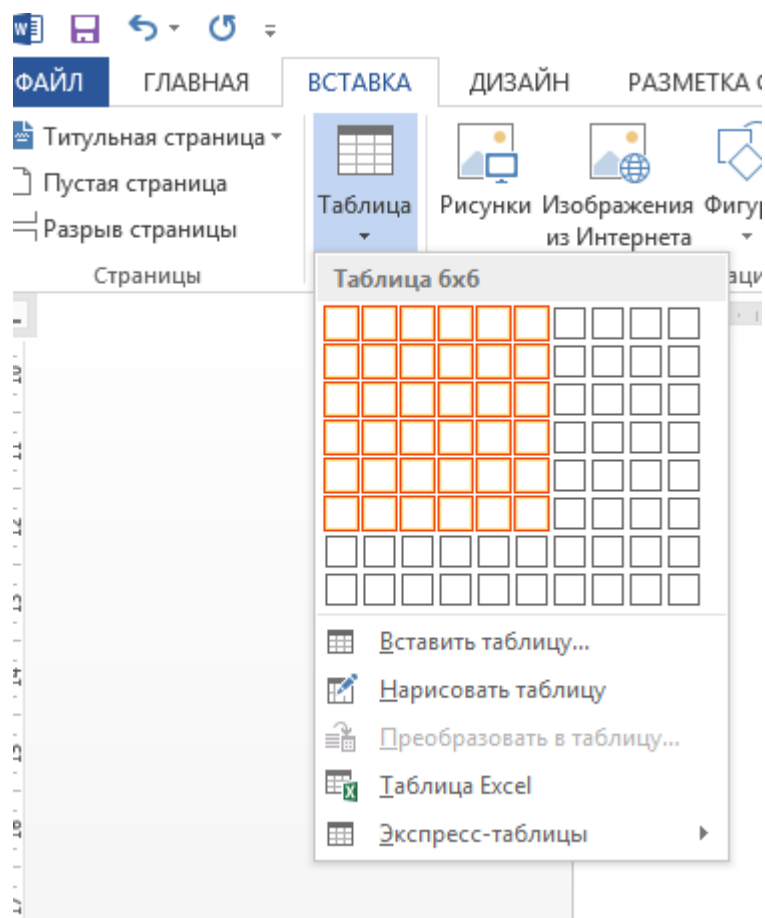 ФАЙЛ ГЛАВНАЯ ВСТАВКА ДИЗАЙН РАЗМЕТКА
Титульная страница
Пустая страница
Разрыв страницы
Страницы
Таблица
Рисунки
Изображения
из Интернета
Таблица 6x6
Вставить таблицу...
Нарисовать таблицу
Преобразовать в таблицу...
Таблица Excel
Экспресс-таблицы